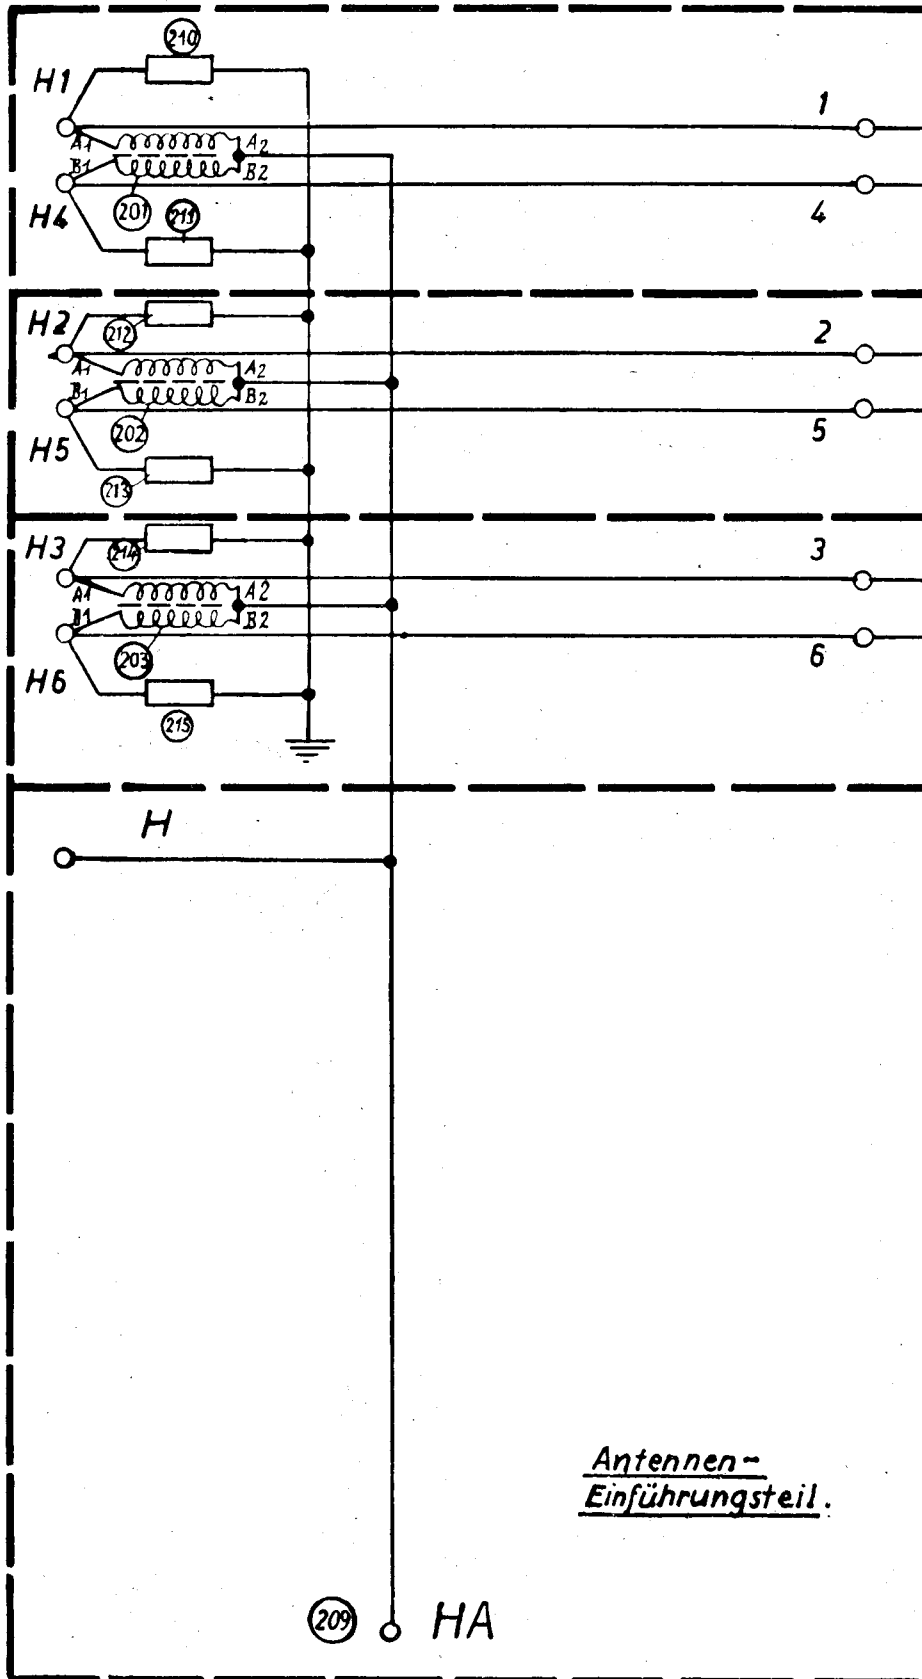 210
H1
1
A1
A2
B1
B2
201
H4
211
4
H2
212
2
A1
A2
B1
B2
202
5
H5
213
H3
214
3
A1
A2
B1
B2
203
6
H6
215
H
Antennen-
Einführungsteil.
209
HA